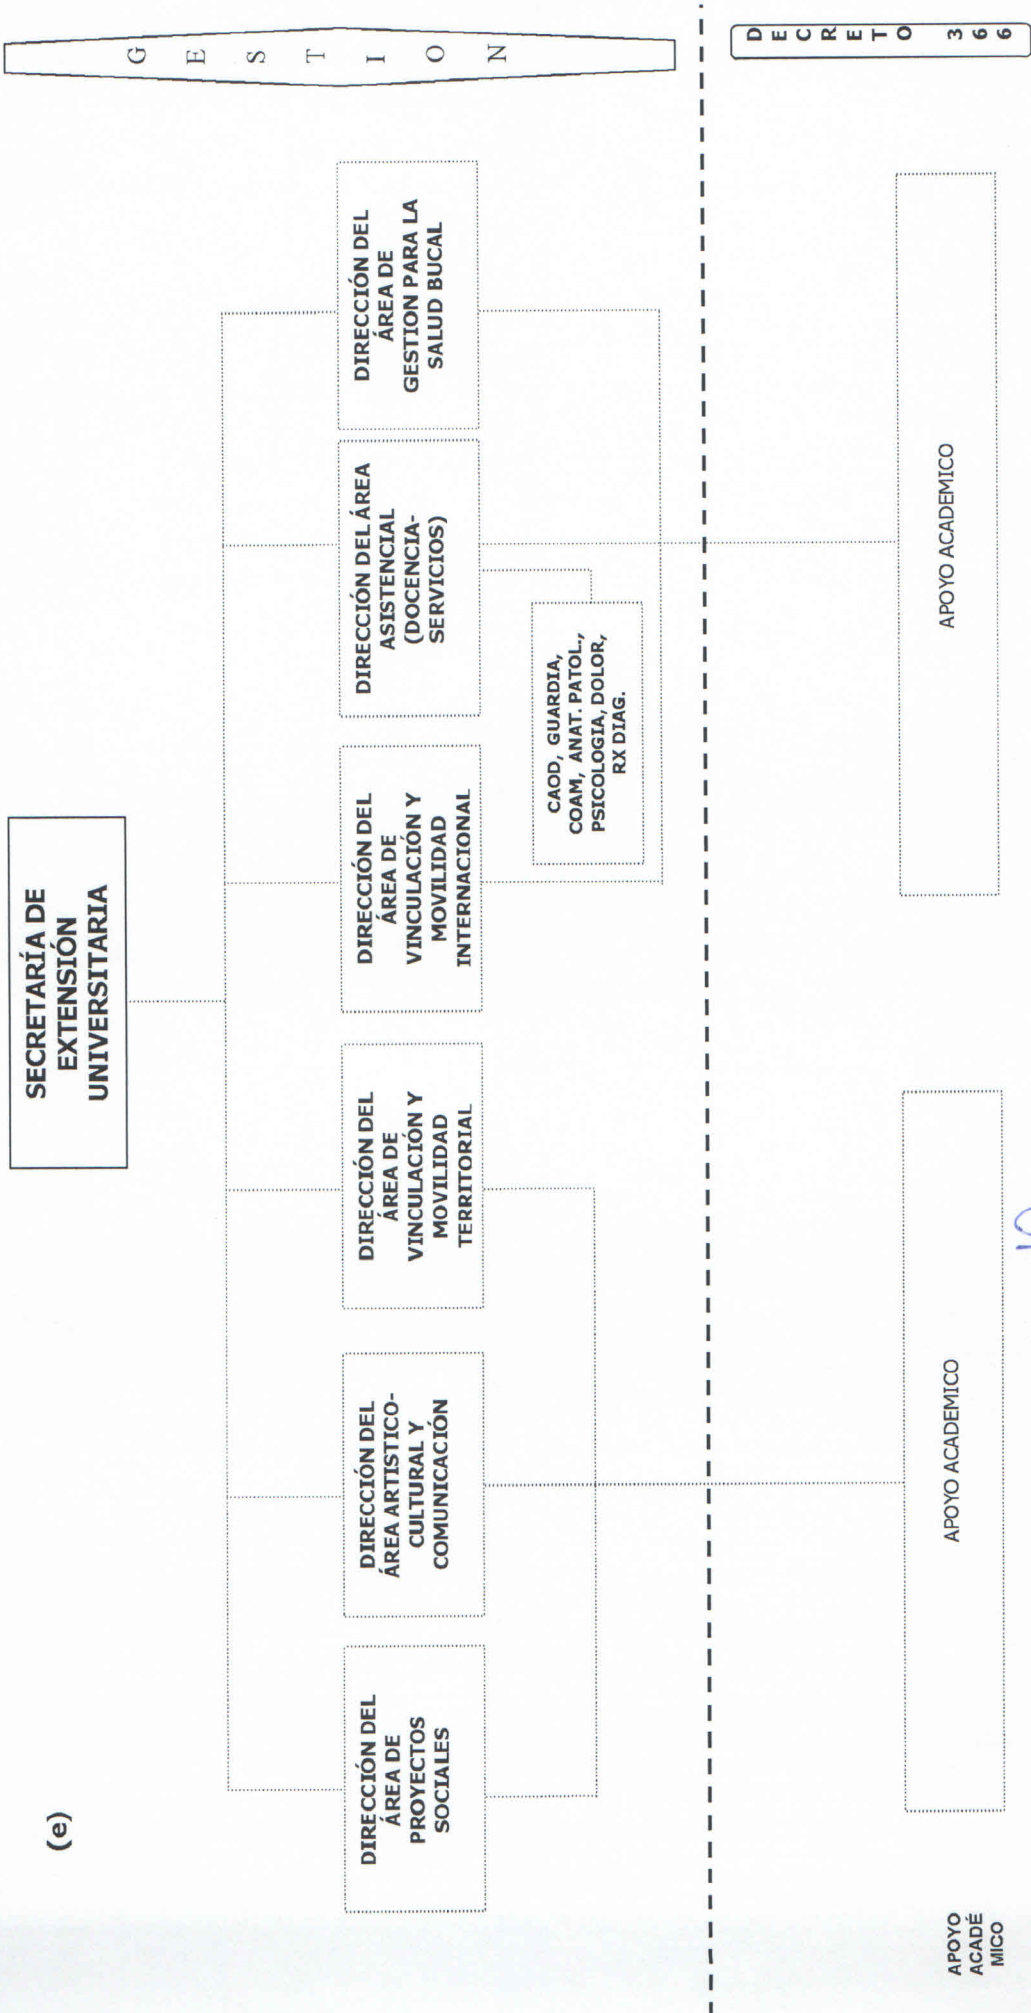 (e)
SECRETARÍA DE
EXTENSIÓN
UNIVERSITARIA
GESTION
DIRECCIÓN DEL
ÁREA DE
PROYECTOS
SOCIALES
DIRECCIÓN DEL
ÁREA ARTISTICO-
CULTURAL Y
COMUNICACIÓN
DIRECCIÓN DEL
ÁREA DE
VINCULACIÓN Y
MOVILIDAD
TERRITORIAL
DIRECCIÓN DEL
ÁREA DE
VINCULACIÓN Y
MOVILIDAD
INTERNACIONAL
DIRECCIÓN DEL ÁREA
ASISTENCIAL
(DOCENCIA-
SERVICIOS)
DIRECCIÓN DEL
ÁREA DE
GESTION PARA LA
SALUD BUCAL
CAOD, GUARDIA,
COAM, ANAT. PATOL.,
PSICOLOGIA, DOLOR,
RX DIAG.
DECRETO 366
APOYO
ACADÉ
MICO
APOYO ACADEMICO
APOYO ACADEMICO